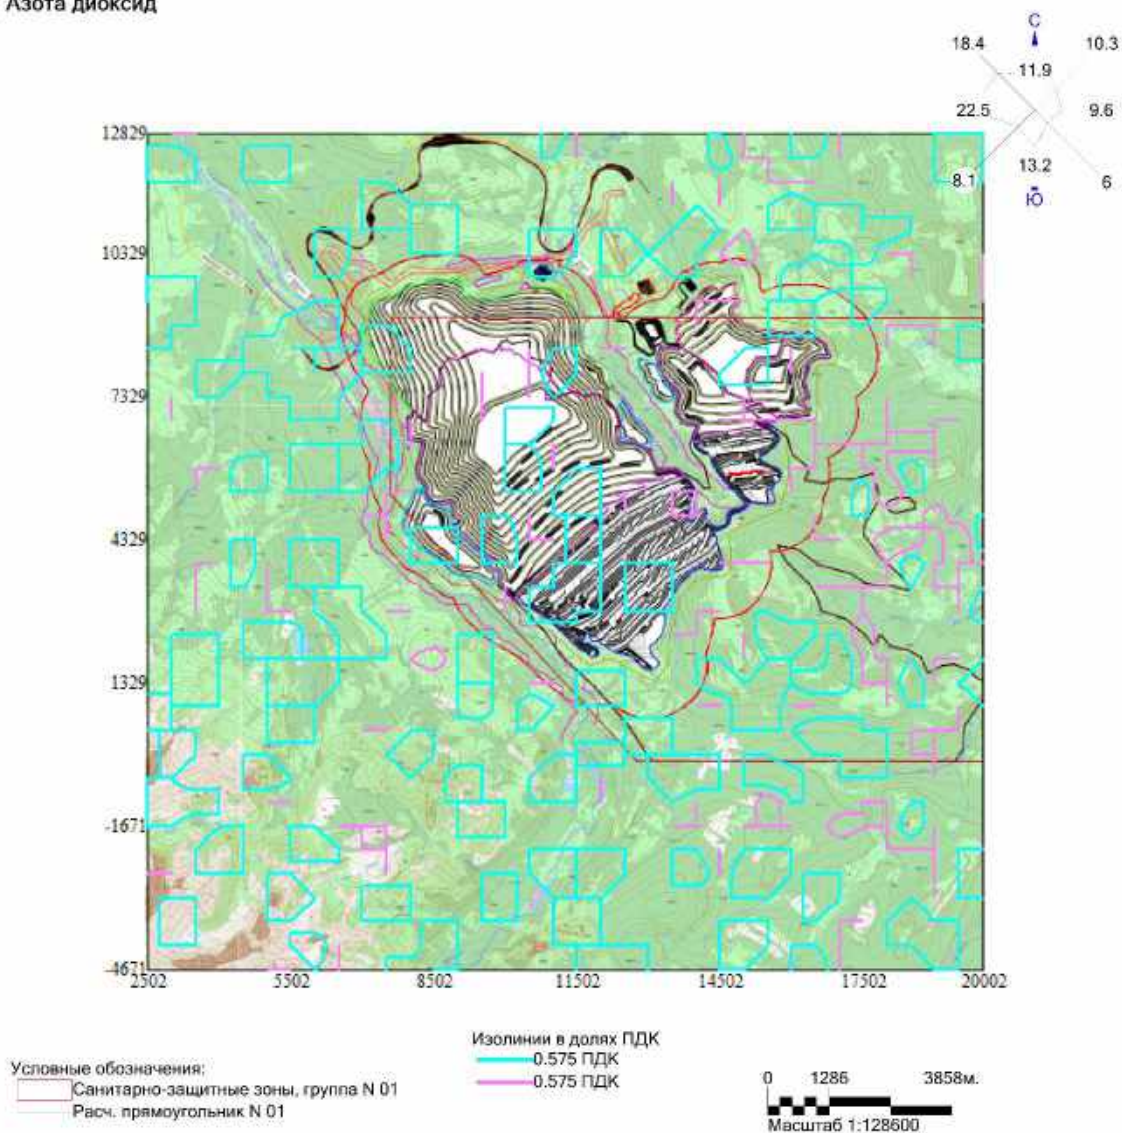 Азота диоксид
С
18.4
10.3
11.9
22.5
9.6
13.2
8.1
6
Ю
12829
10329
7329
4329
1329
-1671
-4671
2502
5502
8502
11502
14502
17502
20002
Изолинии в долях ПДК
0.575 ПДК
0.575 ПДК
Условные обозначения:
Санитарно-защитные зоны, группа N 01
Расч. прямоугольник N 01
0 1286 3858м.
Масштаб 1:128600